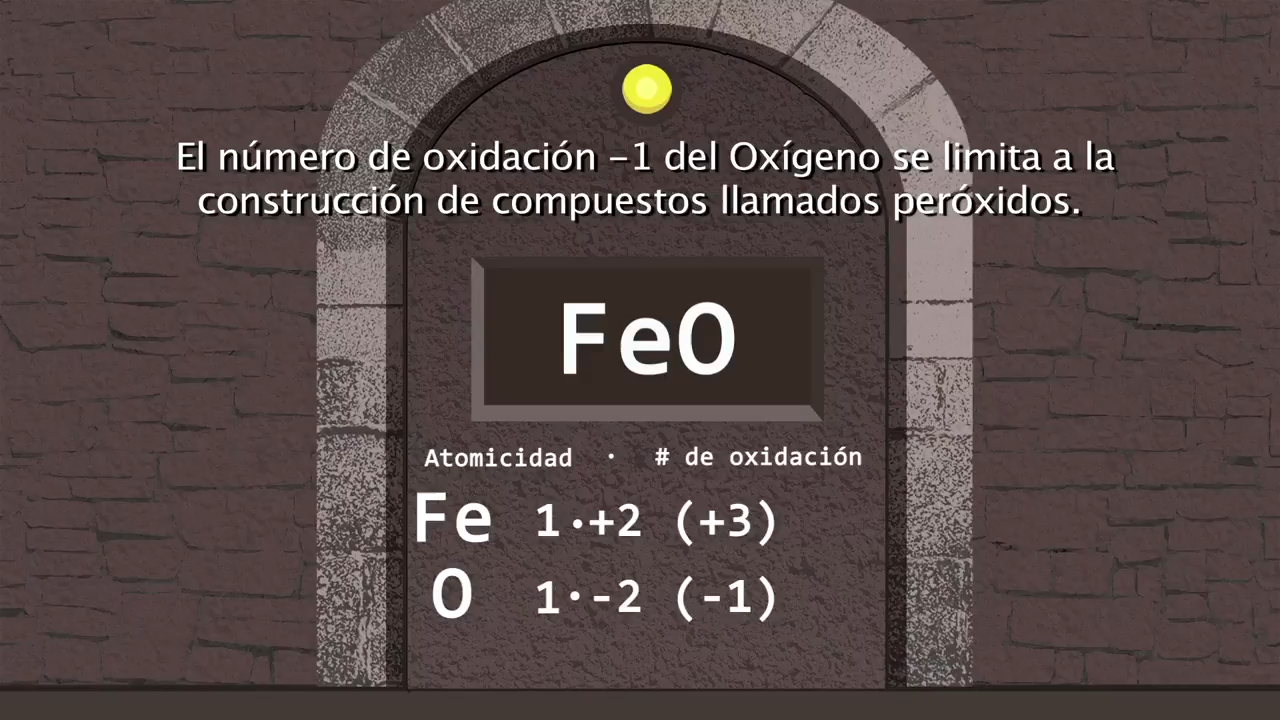 El número de oxidación -1 del Oxígeno se limita a la
construcción de compuestos llamados peróxidos.
FeO
Atomicidad · # de oxidación
Fe 1·+2 (+3)
O 1·-2 (-1)